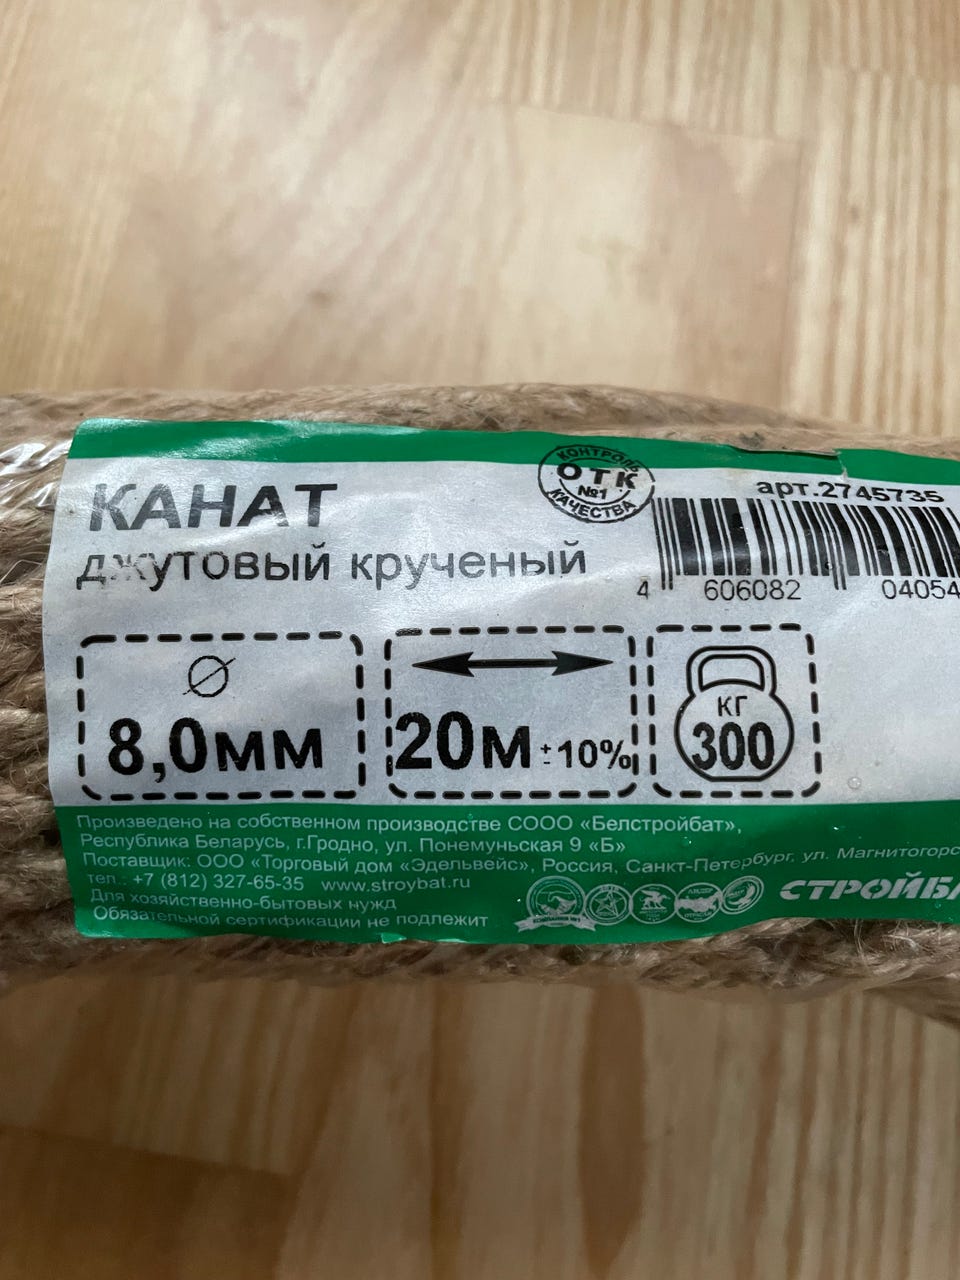 КАНАТ
джутовый крученый
КОНТРОЛЬ
ОТК
№1
КАЧЕСТВА
арт.2745735
4 606082 04054
8,0мм
20м ±10%
КГ
300
Произведено на собственном производстве СООО «Белстройбат»,
Республика Беларусь, г.Гродно, ул. Понемуньская 9 «Б»
Поставщик: ООО «Торговый дом «Эдельвейс», Россия, Санкт-Петербург, ул. Магнитогорс
тел.: +7 (812) 327-65-35 www.stroybat.ru
Для хозяйственно-бытовых нужд
Обязательной сертификации не подлежит
СТРОЙБ